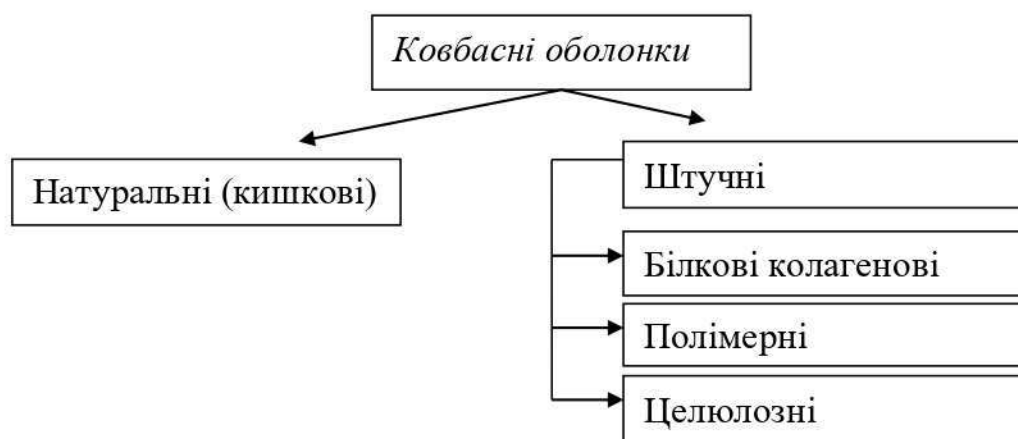 Ковбасні оболонки
Натуральні (кишкові)
Штучні
Білкові колагенові
Полімерні
Целюлозні